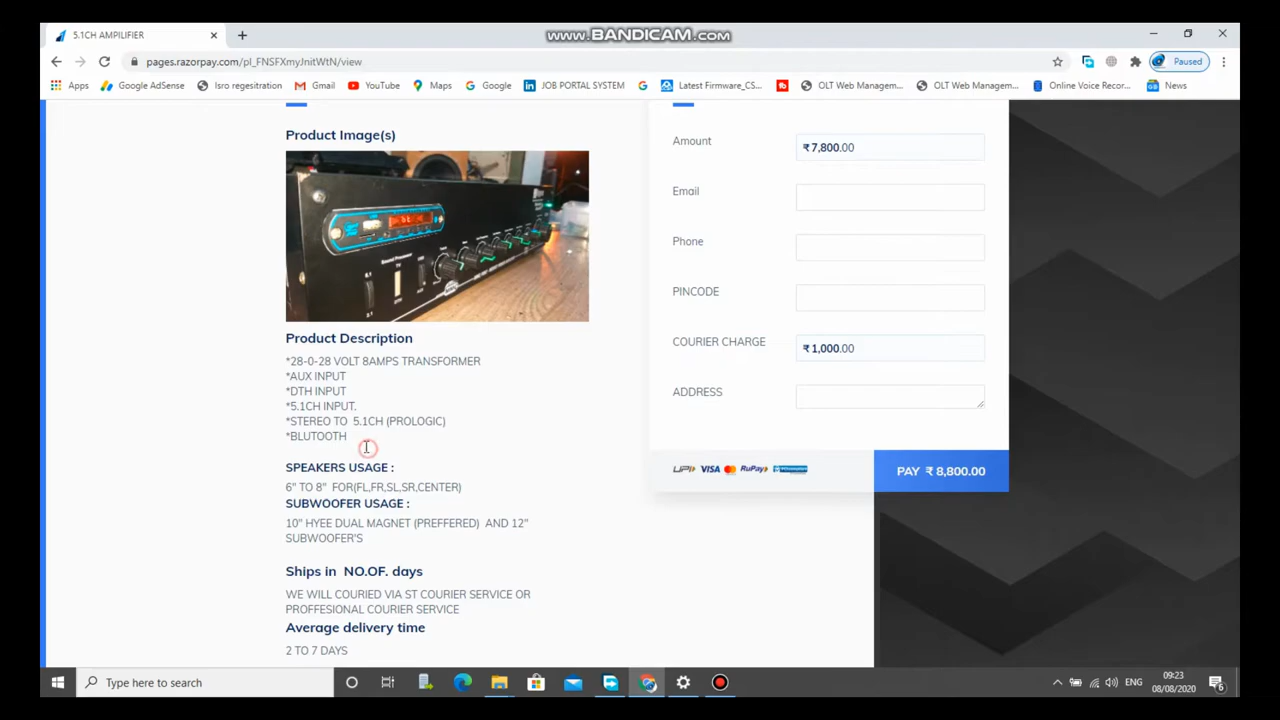 www.BANDICAM.com
5.1CH AMPILIFIER
pages.razorpay.com/pl_FNSFXmyJnitWtN/view
Paused
Apps
Google AdSense
Isro regesitration
Gmail
YouTube
Maps
Google
JOB PORTAL SYSTEM
Latest Firmware_CS...
OLT Web Managem...
OLT Web Managem...
Online Voice Recor...
News
Product Image(s)
Product Description
*28-0-28 VOLT 8AMPS TRANSFORMER
*AUX INPUT
*DTH INPUT
*5.1CH INPUT.
*STEREO TO 5.1CH (PROLOGIC)
*BLUTOOTH
SPEAKERS USAGE :
6" TO 8" FOR(FL,FR,SL,SR,CENTER)
SUBWOOFER USAGE :
10" HYEE DUAL MAGNET (PREFFERED) AND 12"
SUBWOOFER'S
Ships in NO.OF. days
WE WILL COURIED VIA ST COURIER SERVICE OR
PROFFESIONAL COURIER SERVICE
Average delivery time
2 TO 7 DAYS
Amount
₹ 7,800.00
Email
Phone
PINCODE
COURIER CHARGE
₹ 1,000.00
ADDRESS
UPI VISA RuPay
PAY ₹ 8,800.00
Type here to search
ENG
09:23
08/08/2020
6